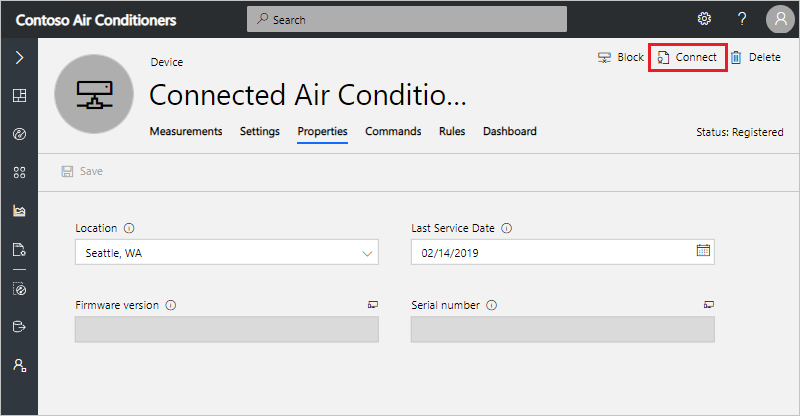 Contoso Air Conditioners
Search
?
Device
Block
Connect
Delete
Connected Air Conditio...
Measurements Settings Properties Commands Rules Dashboard
Status: Registered
Save
Location
Last Service Date
Seattle, WA
02/14/2019
Firmware version
Serial number